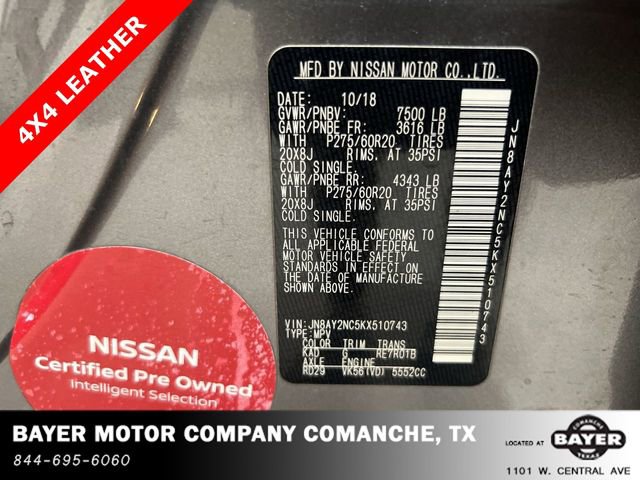 4X4 LEATHER
MFD BY NISSAN MOTOR CO.,LTD.
DATE: 10/18
GVWR/PNBV: 7500 LB
GAWR/PNBE FR: 3616 LB
WITH P275/60R20 TIRES
20X8J RIMS. AT 35PSI
COLD SINGLE.
GAWR/PNBE RR: 4343 LB
WITH P275/60R20 TIRES
20X8J RIMS. AT 35PSI
COLD SINGLE.
THIS VEHICLE CONFORMS TO
ALL APPLICABLE FEDERAL
MOTOR VEHICLE SAFETY
STANDARDS IN EFFECT ON
THE DATE OF MANUFACTURE
SHOWN ABOVE.
VIN: JN8AY2NC5KX510743
TYPE: MPV
COLOR TRIM TRANS
KAD G RE7R01B
AXLE ENGINE
RD29 VK56(VD) 5552CC
JN8AY2NC5KX510743
NISSAN
Certified Pre Owned
Intelligent Selection
BAYER MOTOR COMPANY COMANCHE, TX
844-695-6060
LOCATED AT
COMANCHE
BAYER
TEXAS
1101 W. CENTRAL AVE